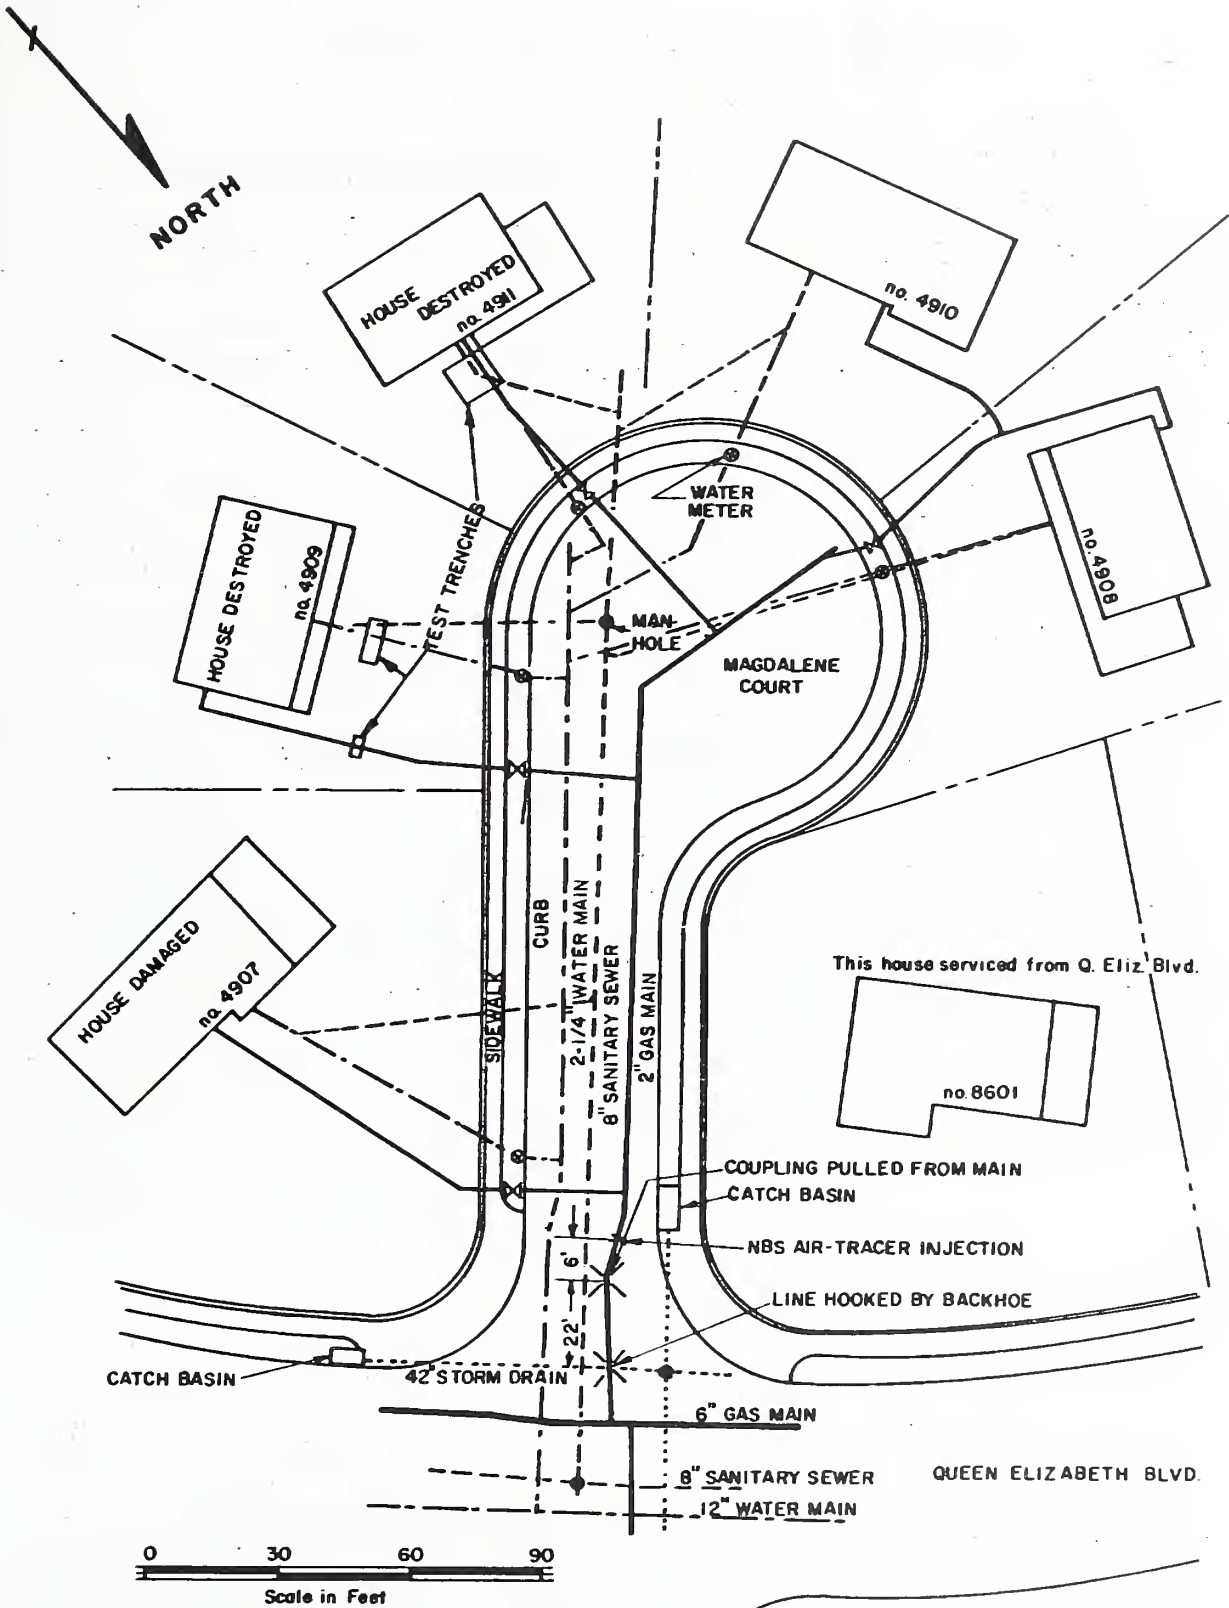 NORTH
HOUSE DESTROYED
no. 4911
no. 4910
WATER
METER
no. 4908
HOUSE DESTROYED
no. 4909
TEST TRENCHES
MAN-
HOLE
MAGDALENE
COURT
HOUSE DAMAGED
no. 4907
SIDEWALK
CURB
2-1/4" WATER MAIN
8" SANITARY SEWER
2" GAS MAIN
This house serviced from Q. Eliz. Blvd.
no. 8601
COUPLING PULLED FROM MAIN
CATCH BASIN
NBS AIR-TRACER INJECTION
6'
LINE HOOKED BY BACKHOE
22'
CATCH BASIN
42" STORM DRAIN
6" GAS MAIN
8" SANITARY SEWER
QUEEN ELIZABETH BLVD.
12" WATER MAIN
0 30 60 90
Scale in Feet